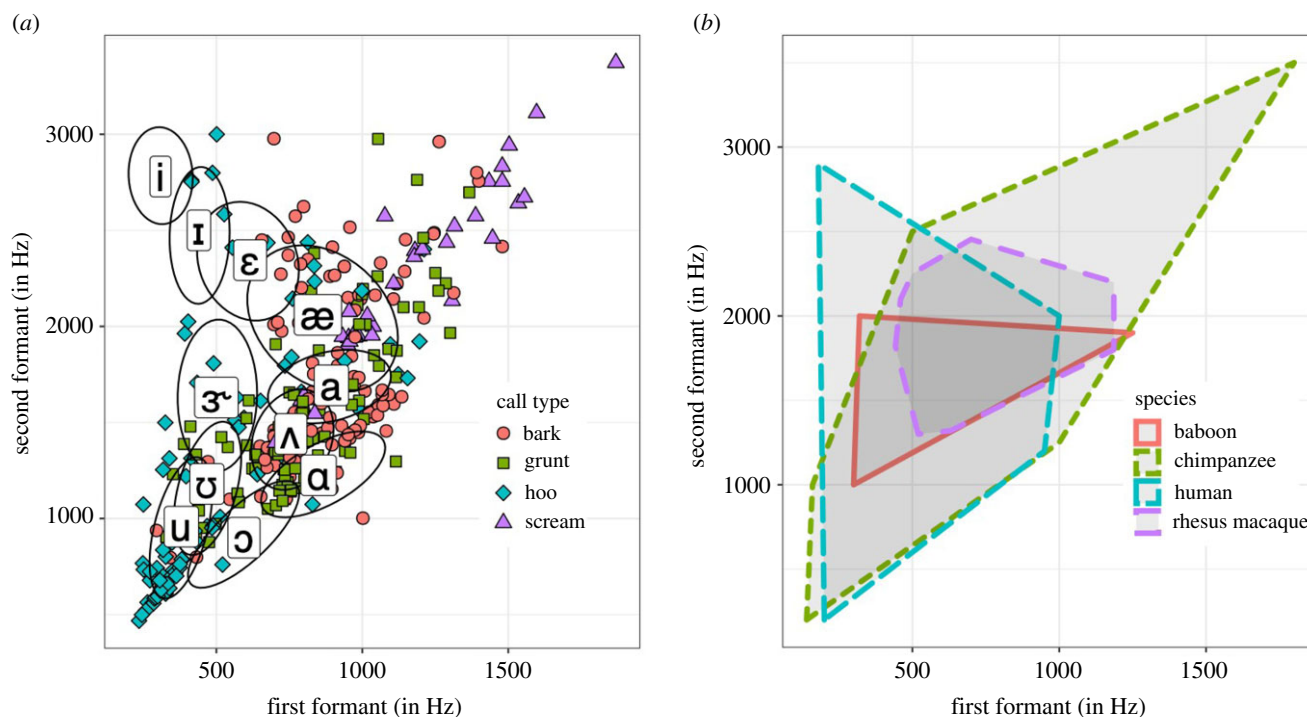 (a)
3000
2000
1000
second formant (in Hz)
i
ɪ
ɛ
æ
a
ɝ
ʌ
ɑ
ʊ
u
ɔ
call type
bark
grunt
hoo
scream
500 1000 1500
first formant (in Hz)
(b)
3000
2000
1000
second formant (in Hz)
species
baboon
chimpanzee
human
rhesus macaque
500 1000 1500
first formant (in Hz)